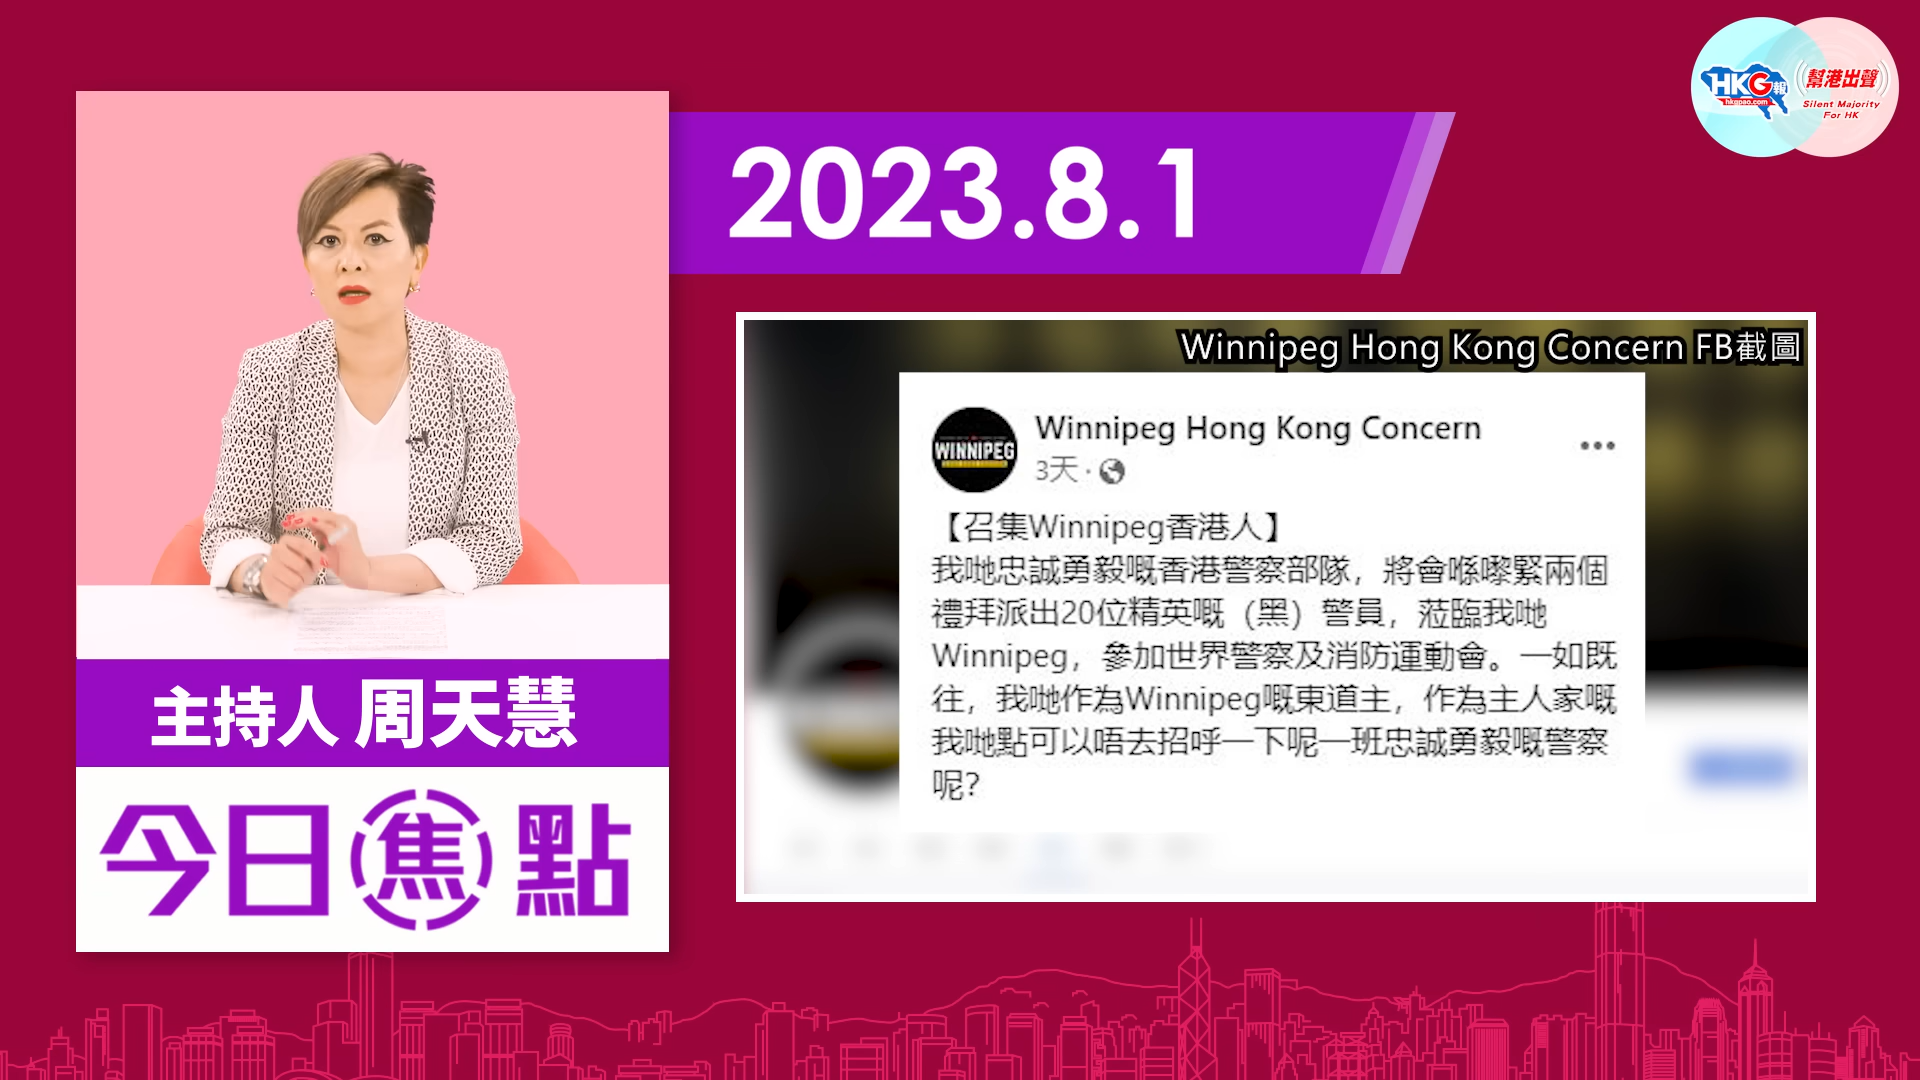 HKG報
hkgpao.com
幫港出聲
Silent Majority
For HK
2023.8.1
Winnipeg Hong Kong Concern FB截圖
WINNIPEG
Winnipeg Hong Kong Concern
3天 ·
【召集Winnipeg香港人】
我哋忠誠勇毅嘅香港警察部隊，將會喺嚟緊兩個
禮拜派出20位精英嘅（黑）警員，蒞臨我哋
Winnipeg，參加世界警察及消防運動會。一如既
往，我哋作為Winnipeg嘅東道主，作為主人家嘅
我哋點可以唔去招呼一下呢一班忠誠勇毅嘅警察
呢？
主持人 周天慧
今日焦點